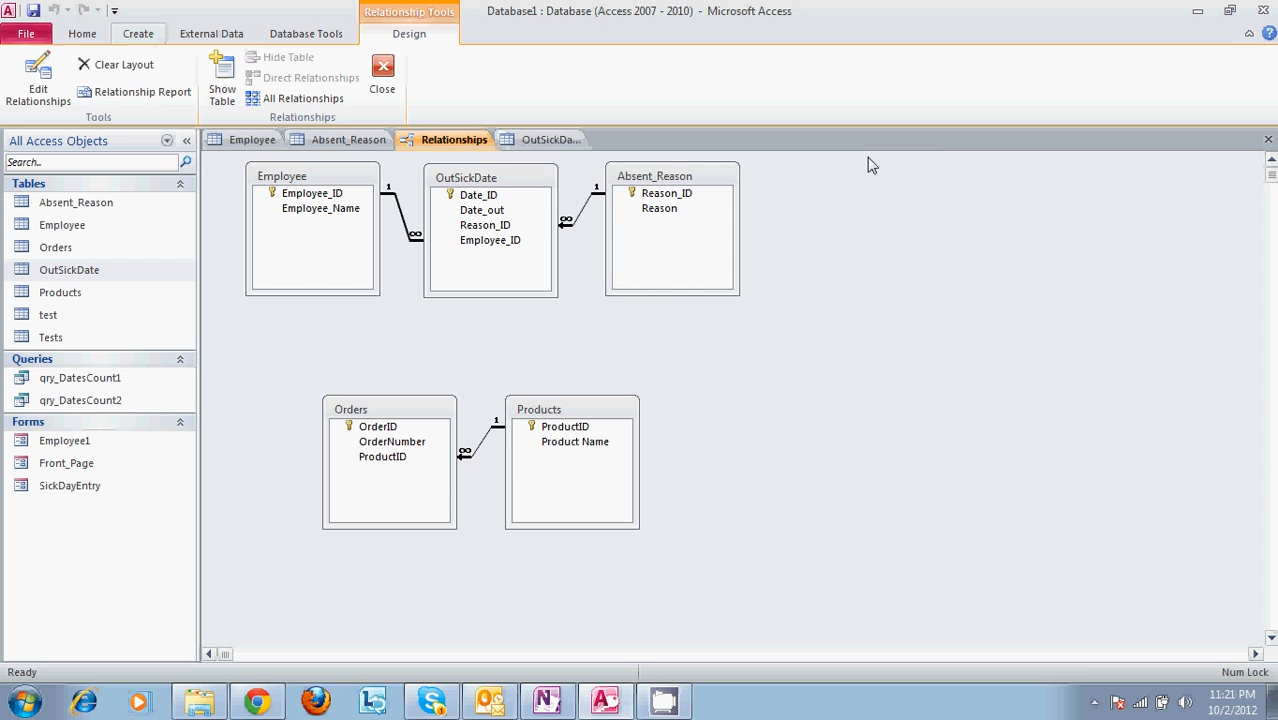 Relationship Tools
Database1 : Database (Access 2007 - 2010) - Microsoft Access
File Home Create External Data Database Tools Design
Edit Relationships
Clear Layout
Relationship Report
Tools
Show Table
Hide Table
Direct Relationships
All Relationships
Close
Relationships
All Access Objects
Search..
Tables
Absent_Reason
Employee
Orders
OutSickDate
Products
test
Tests
Queries
qry_DatesCount1
qry_DatesCount2
Forms
Employee1
Front_Page
SickDayEntry
Employee Absent_Reason Relationships OutSickDa...
Employee
Employee_ID
Employee_Name
1
∞
OutSickDate
Date_ID
Date_out
Reason_ID
Employee_ID
1
∞
Absent_Reason
Reason_ID
Reason
Orders
OrderID
OrderNumber
ProductID
1
∞
Products
ProductID
Product Name
Ready
Num Lock
11:21 PM
10/2/2012